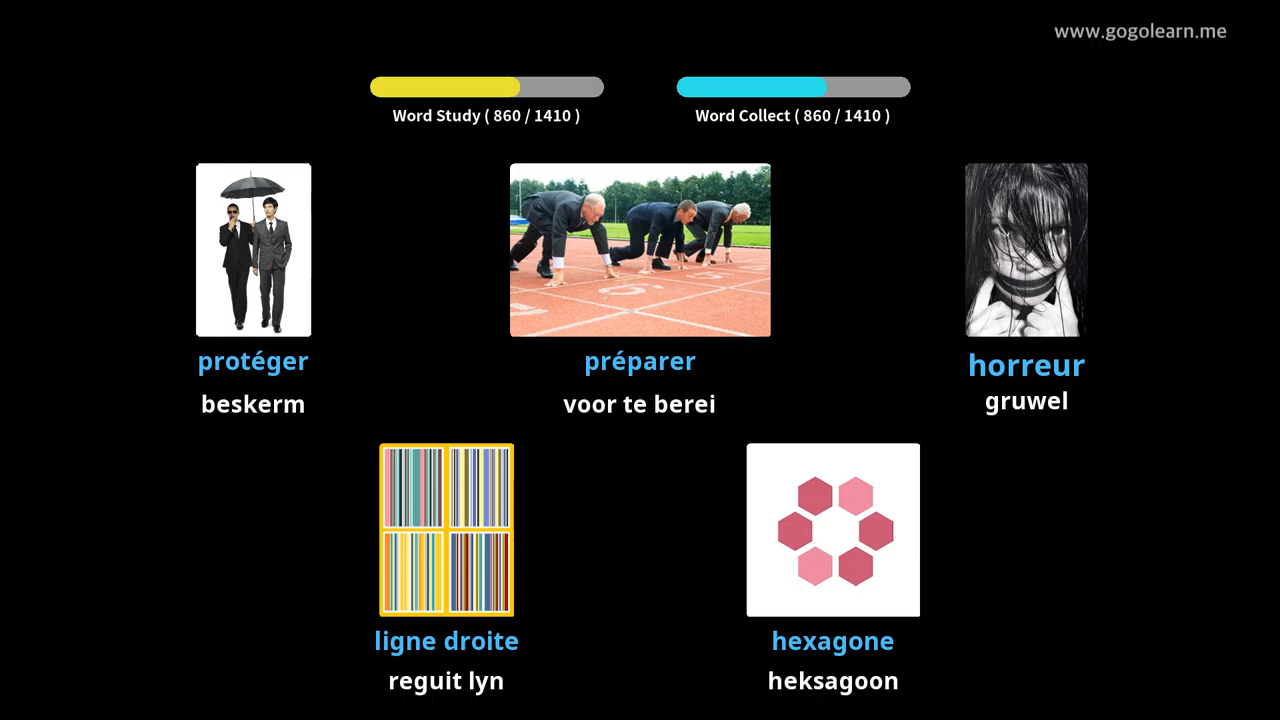 www.gogolearn.me
Word Study ( 860 / 1410 )
Word Collect ( 860 / 1410 )
protéger
préparer
horreur
beskerm
voor te berei
gruwel
ligne droite
hexagone
reguit lyn
heksagoon